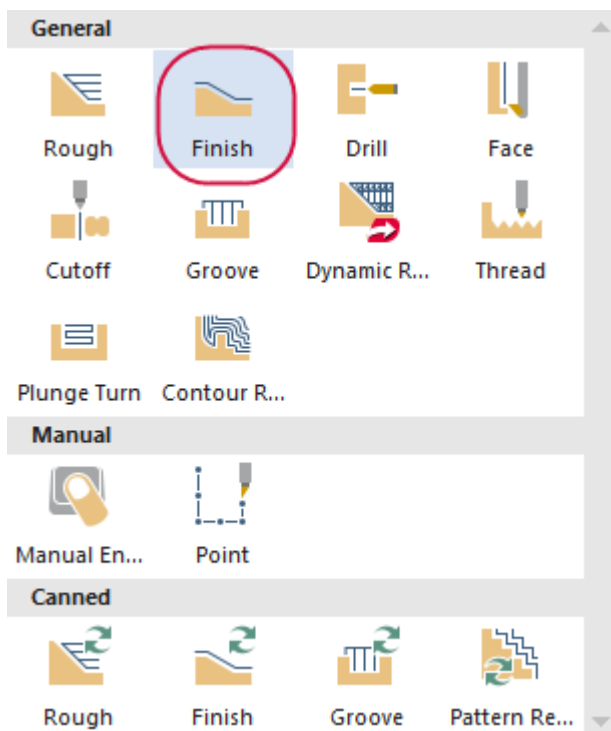 General
Rough Finish Drill Face
Cutoff Groove Dynamic R... Thread
Plunge Turn Contour R...
Manual
Manual En... Point
Canned
Rough Finish Groove Pattern Re...